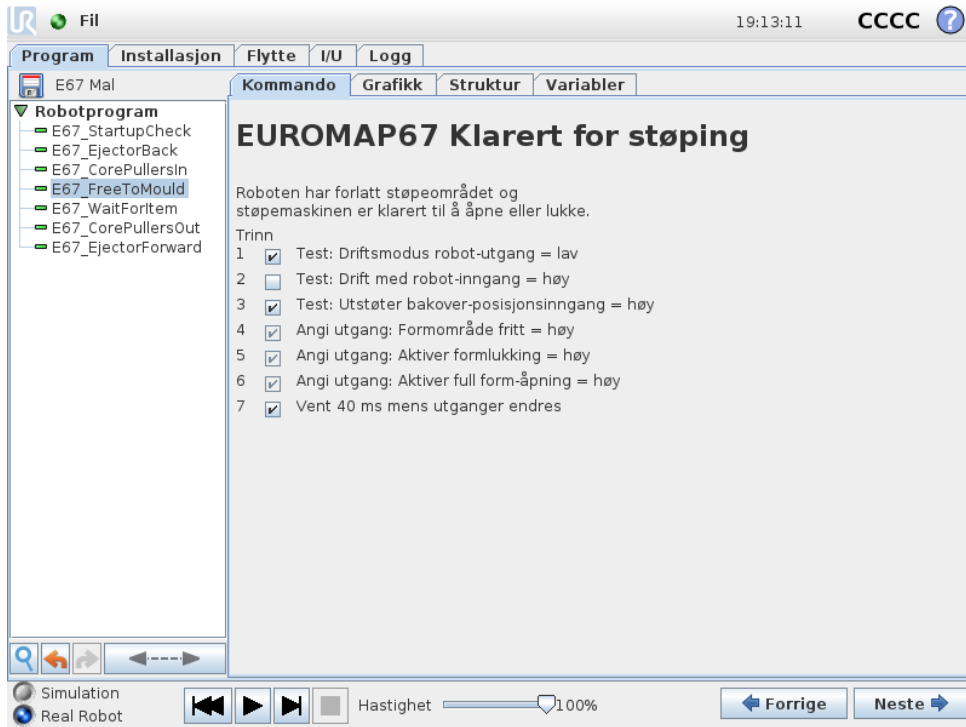 UR Fil 19:13:11 CCCC ?
Program Installasjon Flytte I/U Logg
E67 Mal Kommando Grafikk Struktur Variabler
Robotprogram
E67_StartupCheck
E67_EjectorBack
E67_CorePullersIn
E67_FreeToMould
E67_WaitForItem
E67_CorePullersOut
E67_EjectorForward
EUROMAP67 Klarert for støping
Roboten har forlatt støpeområdet og
støpemaskinen er klarert til å åpne eller lukke.
Trinn
1 Test: Driftsmodus robot-utgang = lav
2 Test: Drift med robot-inngang = høy
3 Test: Utstøter bakover-posisjonsinngang = høy
4 Angi utgang: Formområde fritt = høy
5 Angi utgang: Aktiver formlukking = høy
6 Angi utgang: Aktiver full form-åpning = høy
7 Vent 40 ms mens utganger endres
Simulation
Real Robot
Hastighet 100% Forrige Neste